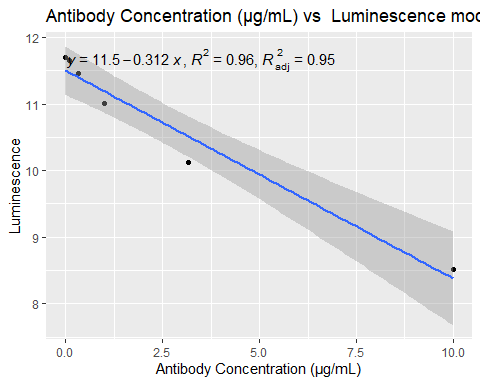 Antibody Concentration (µg/mL) vs  Luminescence mod
y = 11.5 − 0.312 x, R² = 0.96, R²adj = 0.95
12
11
10
9
8
Luminescence
0.0 2.5 5.0 7.5 10.0
Antibody Concentration (µg/mL)